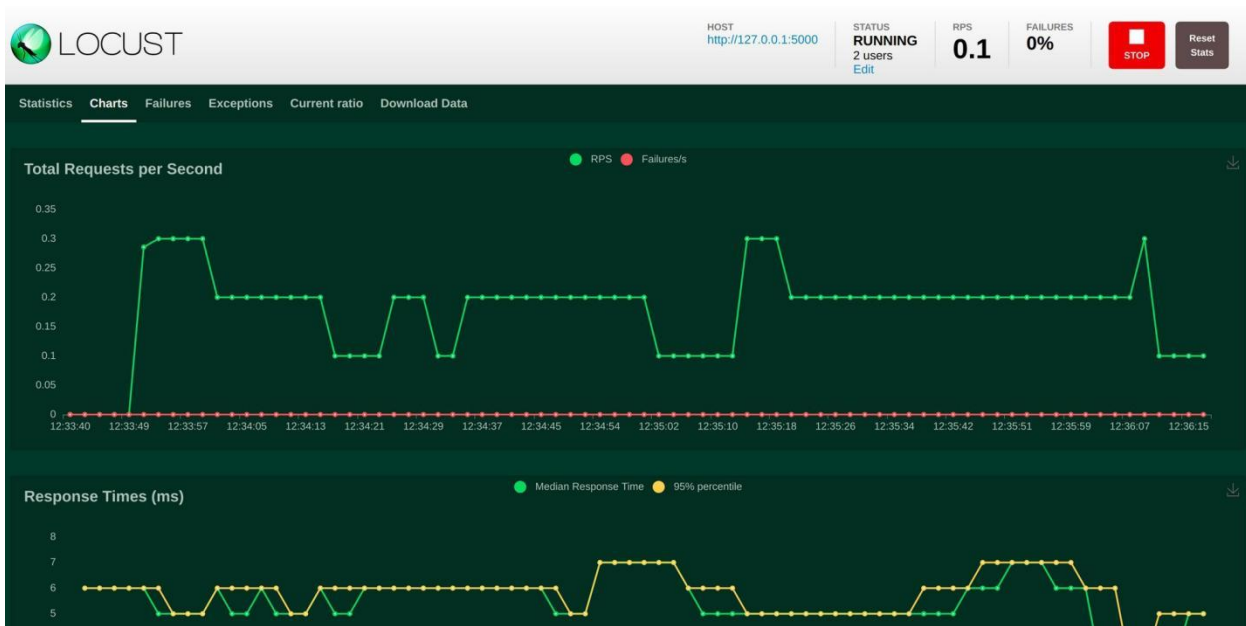 LOCUST
HOST
http://127.0.0.1:5000
STATUS
RUNNING
2 users
Edit
RPS
0.1
FAILURES
0%
STOP
Reset
Stats
Statistics Charts Failures Exceptions Current ratio Download Data
Total Requests per Second
RPS Failures/s
0.35
0.3
0.25
0.2
0.15
0.1
0.05
0
12:33:40 12:33:49 12:33:57 12:34:05 12:34:13 12:34:21 12:34:29 12:34:37 12:34:45 12:34:54 12:35:02 12:35:10 12:35:18 12:35:26 12:35:34 12:35:42 12:35:51 12:35:59 12:36:07 12:36:15
Response Times (ms)
Median Response Time 95% percentile
8
7
6
5